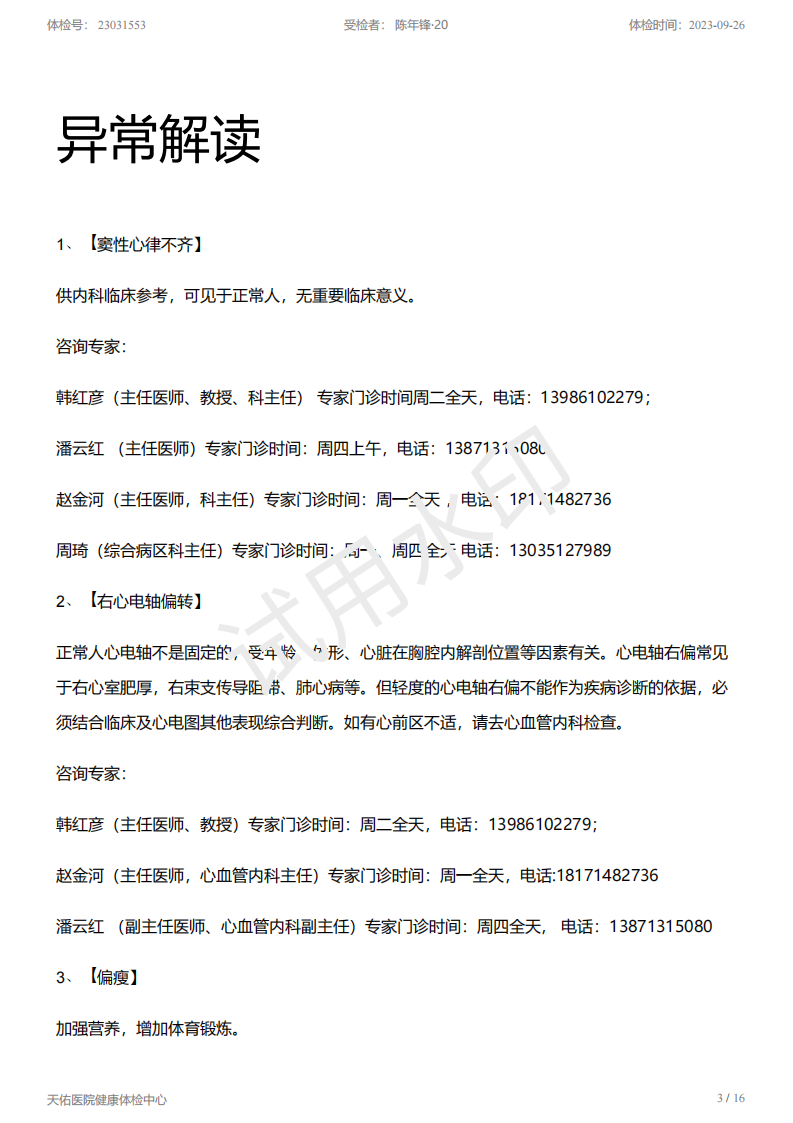 体检号： 23031553 受检者： 陈年锋·20 体检时间：2023-09-26
异常解读
1、【窦性心律不齐】
供内科临床参考，可见于正常人，无重要临床意义。
咨询专家：
韩红彦（主任医师、教授、科主任） 专家门诊时间周二全天，电话：13986102279；
潘云红 （主任医师）专家门诊时间：周四上午，电话：13871315080
赵金河（主任医师，科主任）专家门诊时间：周一全天 ，电话：18171482736
周琦（综合病区科主任）专家门诊时间：周一、周四全天 电话：13035127989
2、【右心电轴偏转】
正常人心电轴不是固定的，受年龄、体形、心脏在胸腔内解剖位置等因素有关。心电轴右偏常见
于右心室肥厚，右束支传导阻滞、肺心病等。但轻度的心电轴右偏不能作为疾病诊断的依据，必
须结合临床及心电图其他表现综合判断。如有心前区不适，请去心血管内科检查。
咨询专家：
韩红彦（主任医师、教授）专家门诊时间：周二全天，电话：13986102279；
赵金河（主任医师，心血管内科主任）专家门诊时间：周一全天，电话:18171482736
潘云红 （副主任医师、心血管内科副主任）专家门诊时间：周四全天， 电话：13871315080
3、【偏瘦】
加强营养，增加体育锻炼。
试用水印
天佑医院健康体检中心 3 / 16